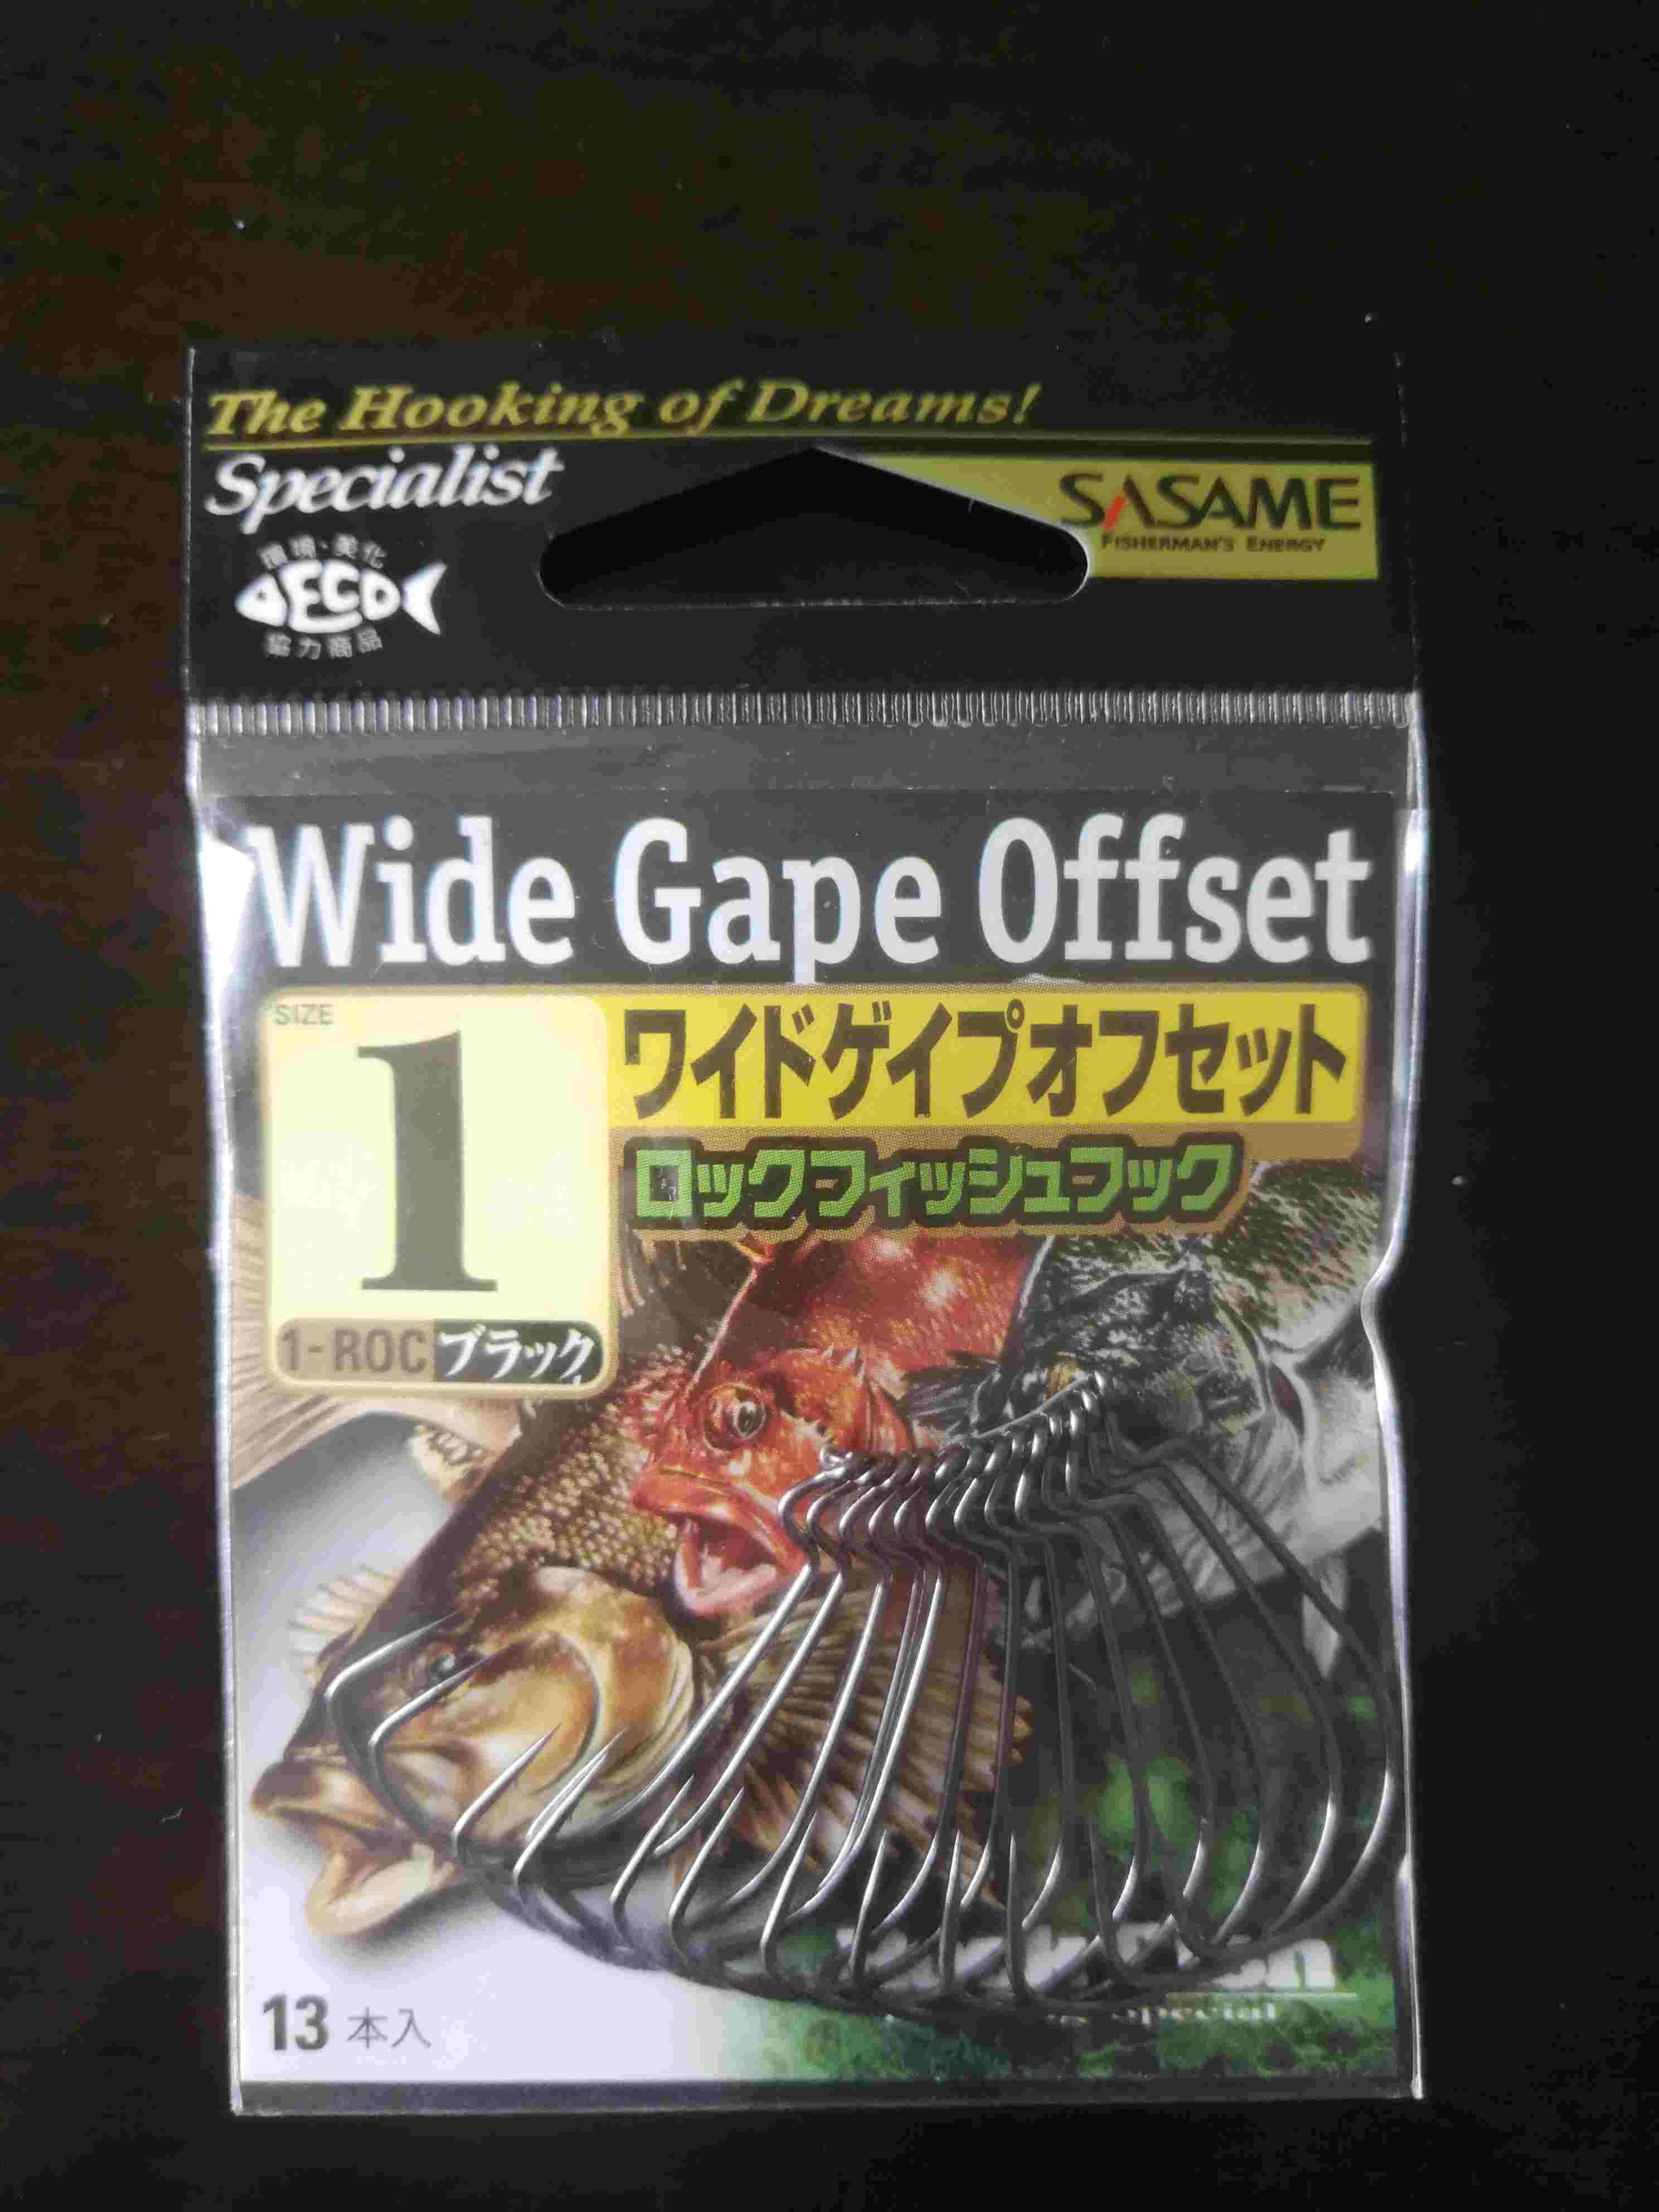 The Hooking of Dreams!
Specialist
SASAME
FISHERMAN'S ENERGY
環境・美化
ECO
協力商品
Wide Gape Offset
SIZE
1
ワイドゲイプオフセット
ロックフィッシュフック
1-ROC ブラック
13 本入